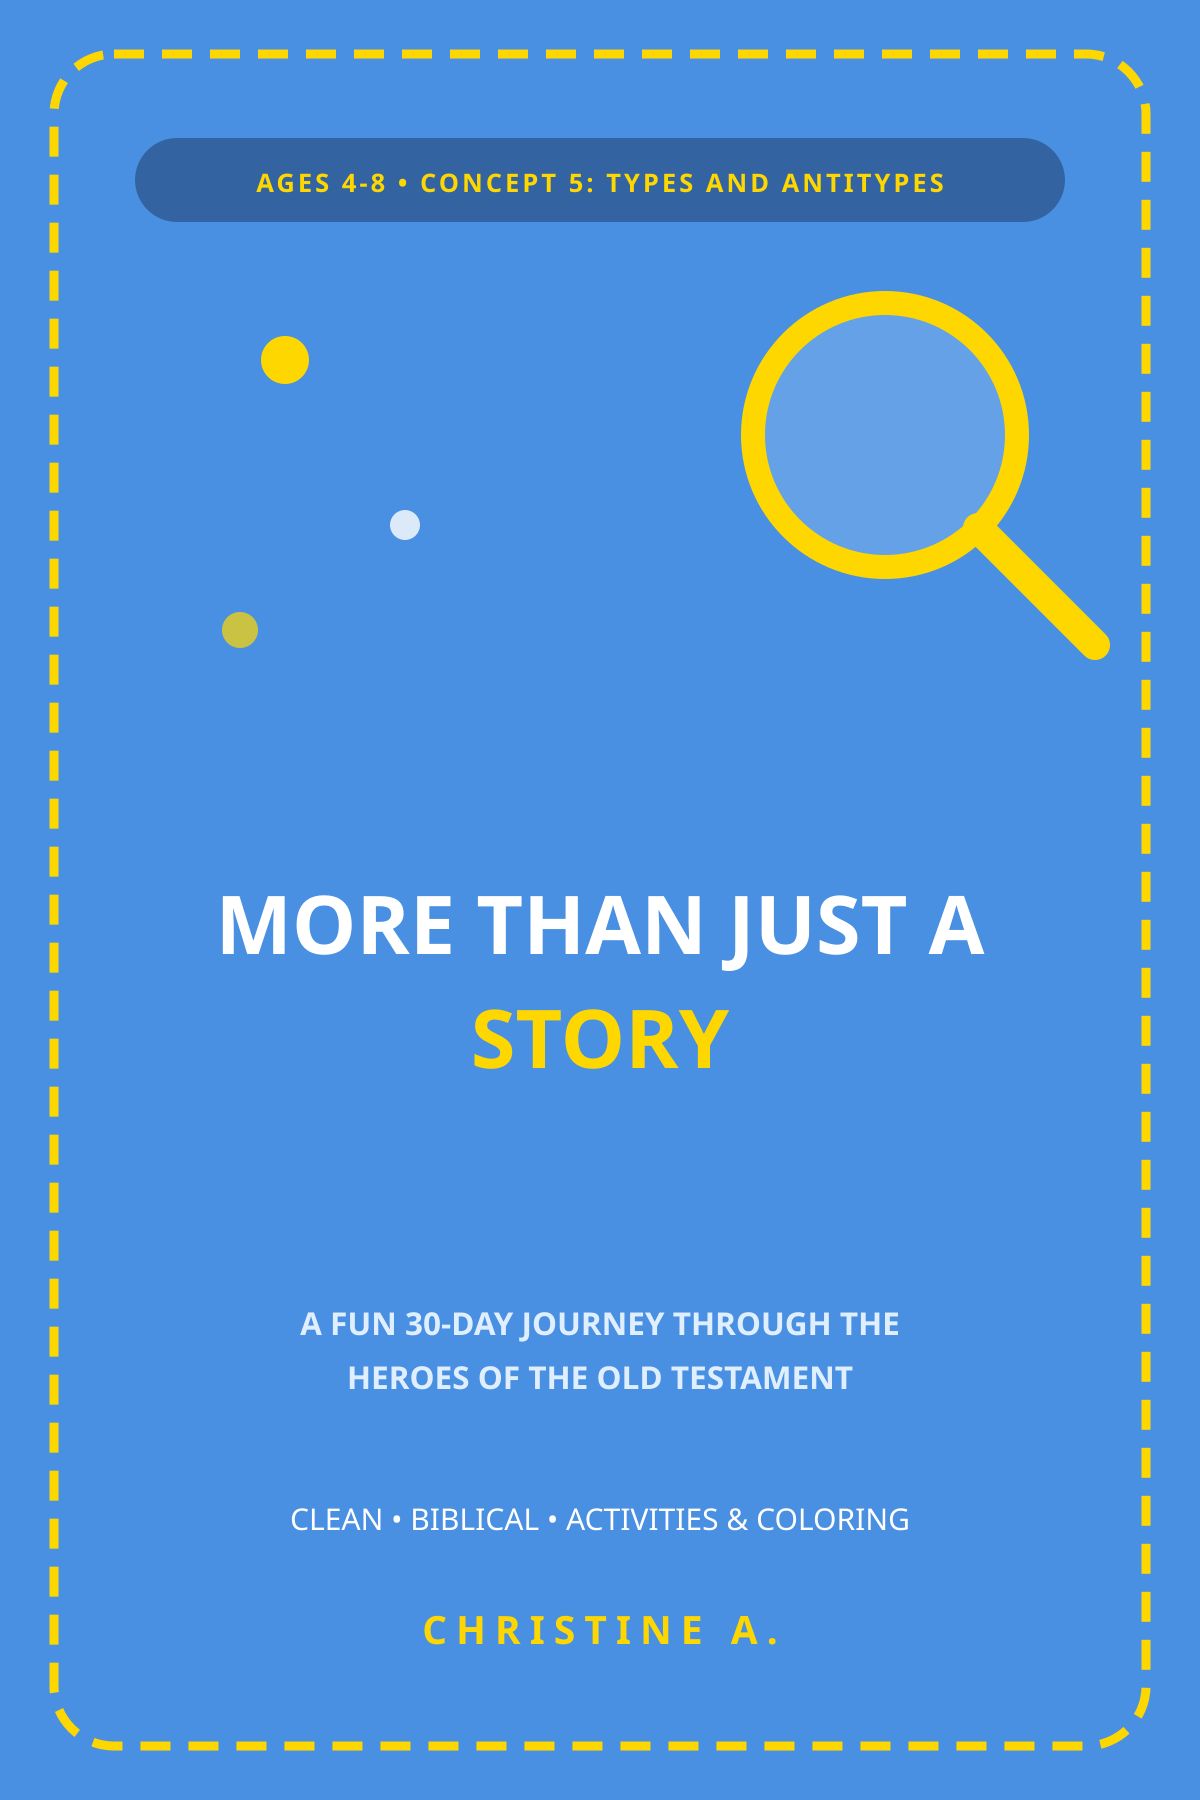 AGES 4-8 • CONCEPT 5: TYPES AND ANTITYPES
MORE THAN JUST A
STORY
A FUN 30-DAY JOURNEY THROUGH THE
HEROES OF THE OLD TESTAMENT
CLEAN • BIBLICAL • ACTIVITIES & COLORING
CHRISTINE A.